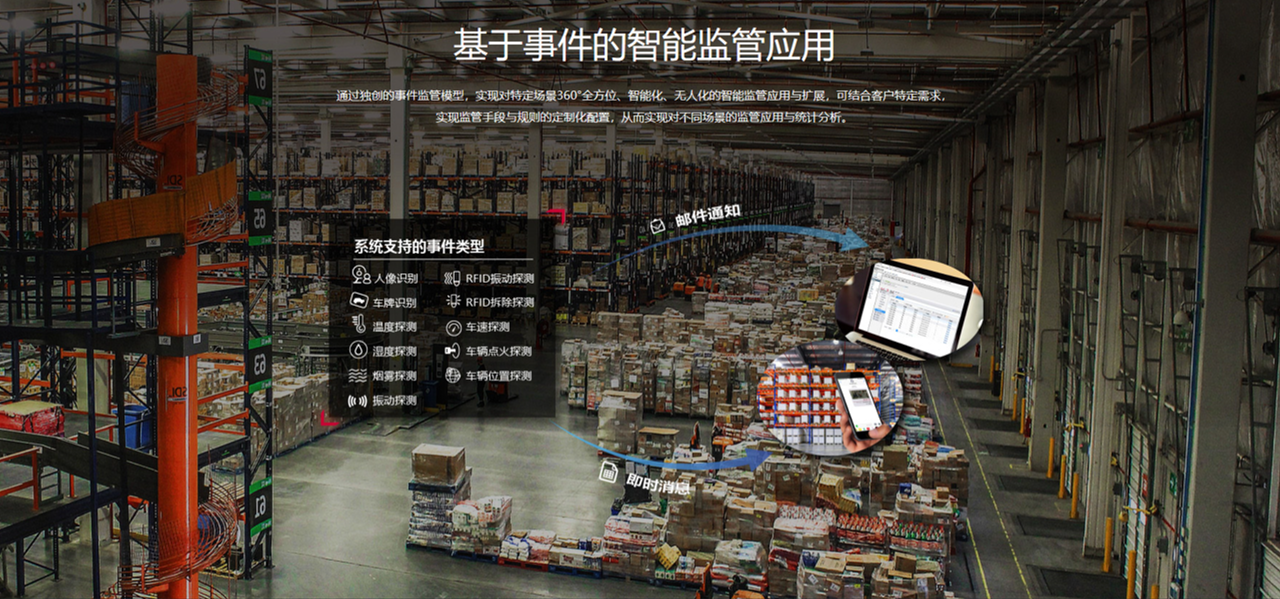 基于事件的智能监管应用
通过独创的事件监管模型，实现对特定场景360°全方位、智能化、无人化的智能监管应用与扩展，可结合客户特定需求，
实现监管手段与规则的定制化配置，从而实现对不同场景的监管应用与统计分析。
67
65
63
61
邮件通知
系统支持的事件类型
人像识别
RFID振动探测
车牌识别
RFID拆除探测
温度探测
车速探测
湿度探测
车辆点火探测
烟雾探测
车辆位置探测
振动探测
即时消息